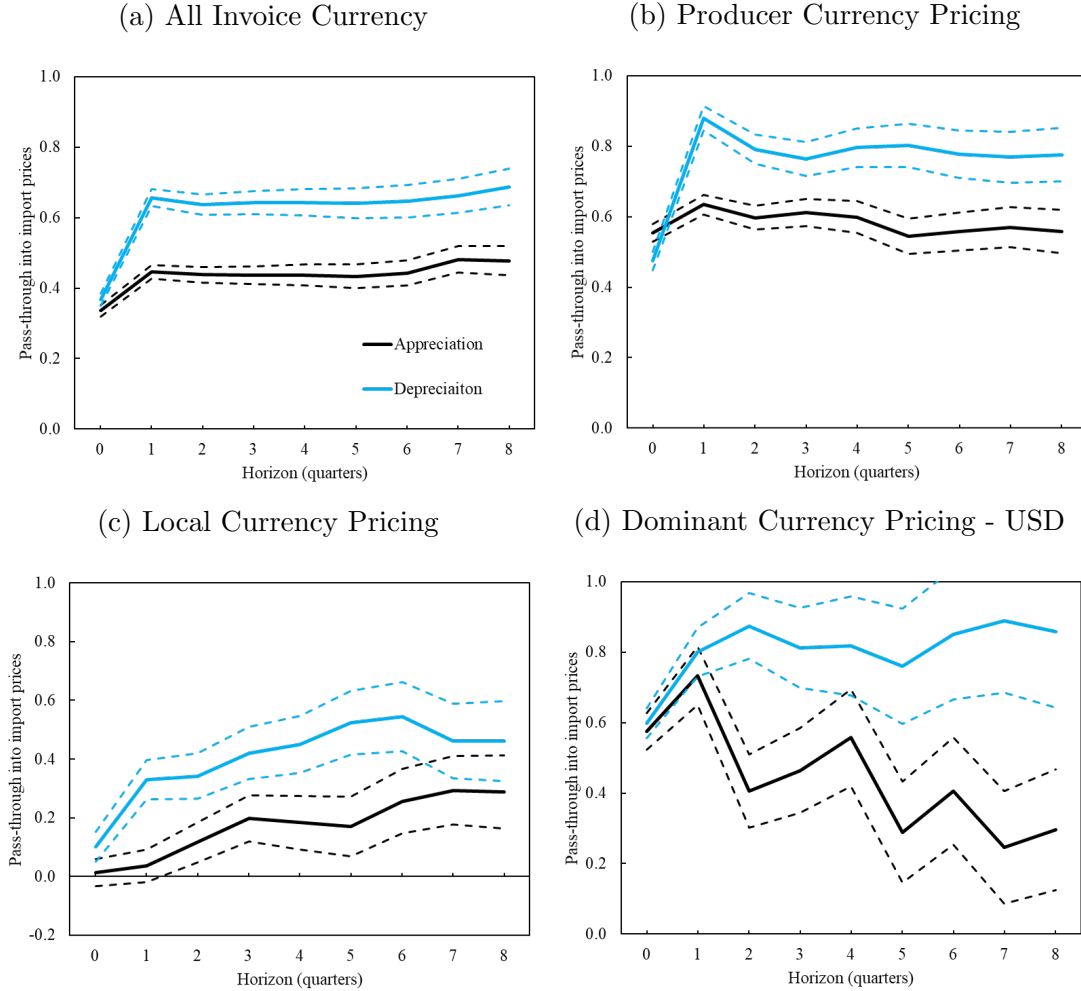 (a) All Invoice Currency
Pass-through into import prices
1.0
0.8
0.6
0.4
0.2
0.0
Appreciation
Depreciaiton
0 1 2 3 4 5 6 7 8
Horizon (quarters)
(b) Producer Currency Pricing
Pass-through into import prices
1.0
0.8
0.6
0.4
0.2
0.0
0 1 2 3 4 5 6 7 8
Horizon (quarters)
(c) Local Currency Pricing
Pass-through into import prices
1.0
0.8
0.6
0.4
0.2
0.0
-0.2
0 1 2 3 4 5 6 7 8
Horizon (quarters)
(d) Dominant Currency Pricing - USD
Pass-through into import prices
1.0
0.8
0.6
0.4
0.2
0.0
0 1 2 3 4 5 6 7 8
Horizon (quarters)